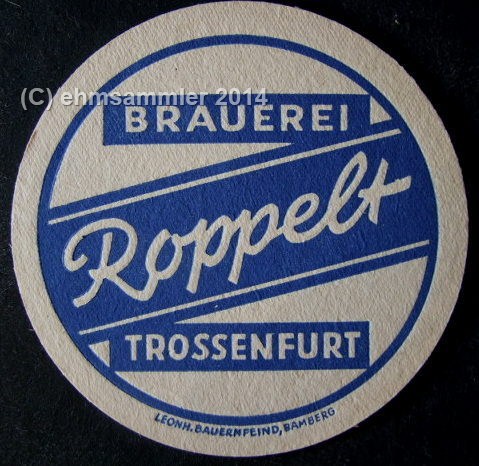 (C) ehmsammler 2014
BRAUEREI
Roppelt
TROSSENFURT
LEONH. BAUERNFEIND, BAMBERG